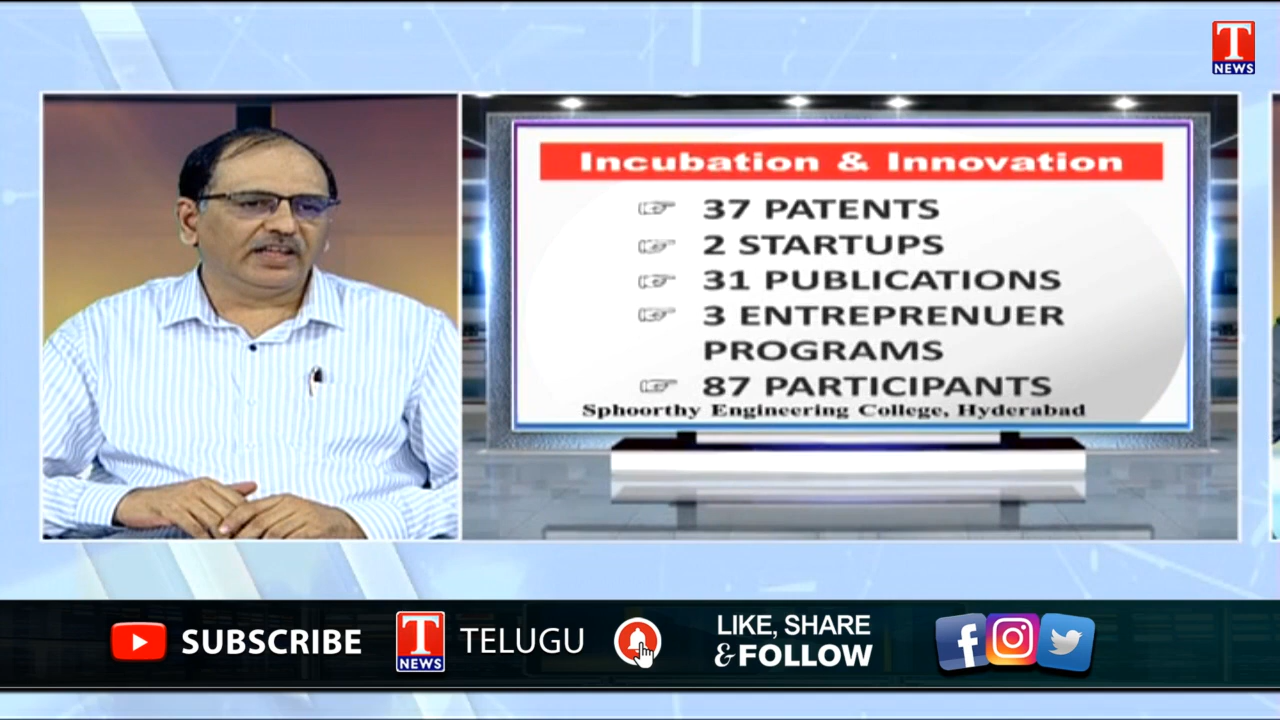 T
NEWS
Incubation & Innovation
37 PATENTS
2 STARTUPS
31 PUBLICATIONS
3 ENTREPRENUER
PROGRAMS
87 PARTICIPANTS
Sphoorthy Engineering College, Hyderabad
SUBSCRIBE
T
NEWS
TELUGU
LIKE, SHARE
& FOLLOW